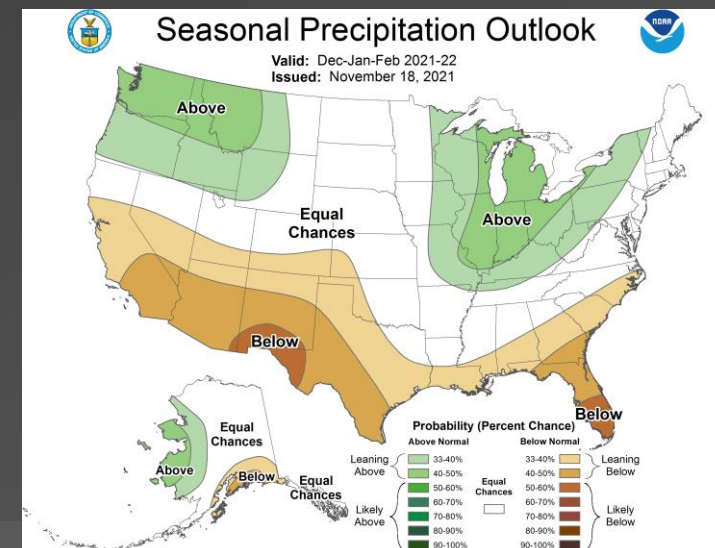 Seasonal Precipitation Outlook
NOAA
Valid: Dec-Jan-Feb 2021-22
Issued: November 18, 2021
Above
Equal
Chances
Above
Below
Below
Equal
Chances
Above
Below
Equal
Chances
Probability (Percent Chance)
Above Normal
Below Normal
Leaning
Above
33-40%
40-50%
50-60%
60-70%
70-80%
80-90%
90-100%
Likely
Above
Equal
Chances
33-40%
40-50%
50-60%
60-70%
70-80%
80-90%
90-100%
Leaning
Below
Likely
Below